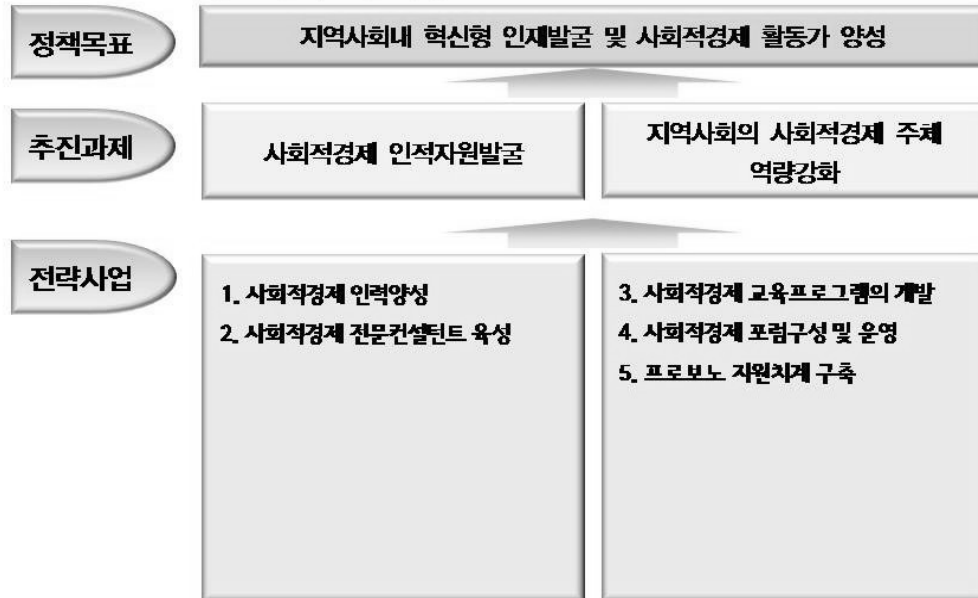 정책목표
지역사회내 혁신형 인재발굴 및 사회적경제 활동가 양성
추진과제
사회적경제 인적자원발굴
지역사회의 사회적경제 주체
역량강화
전략사업
1. 사회적경제 인력양성
2. 사회적경제 전문컨설턴트 육성
3. 사회적경제 교육프로그램의 개발
4. 사회적경제 포럼구성 및 운영
5. 프로보노 지원체계 구축